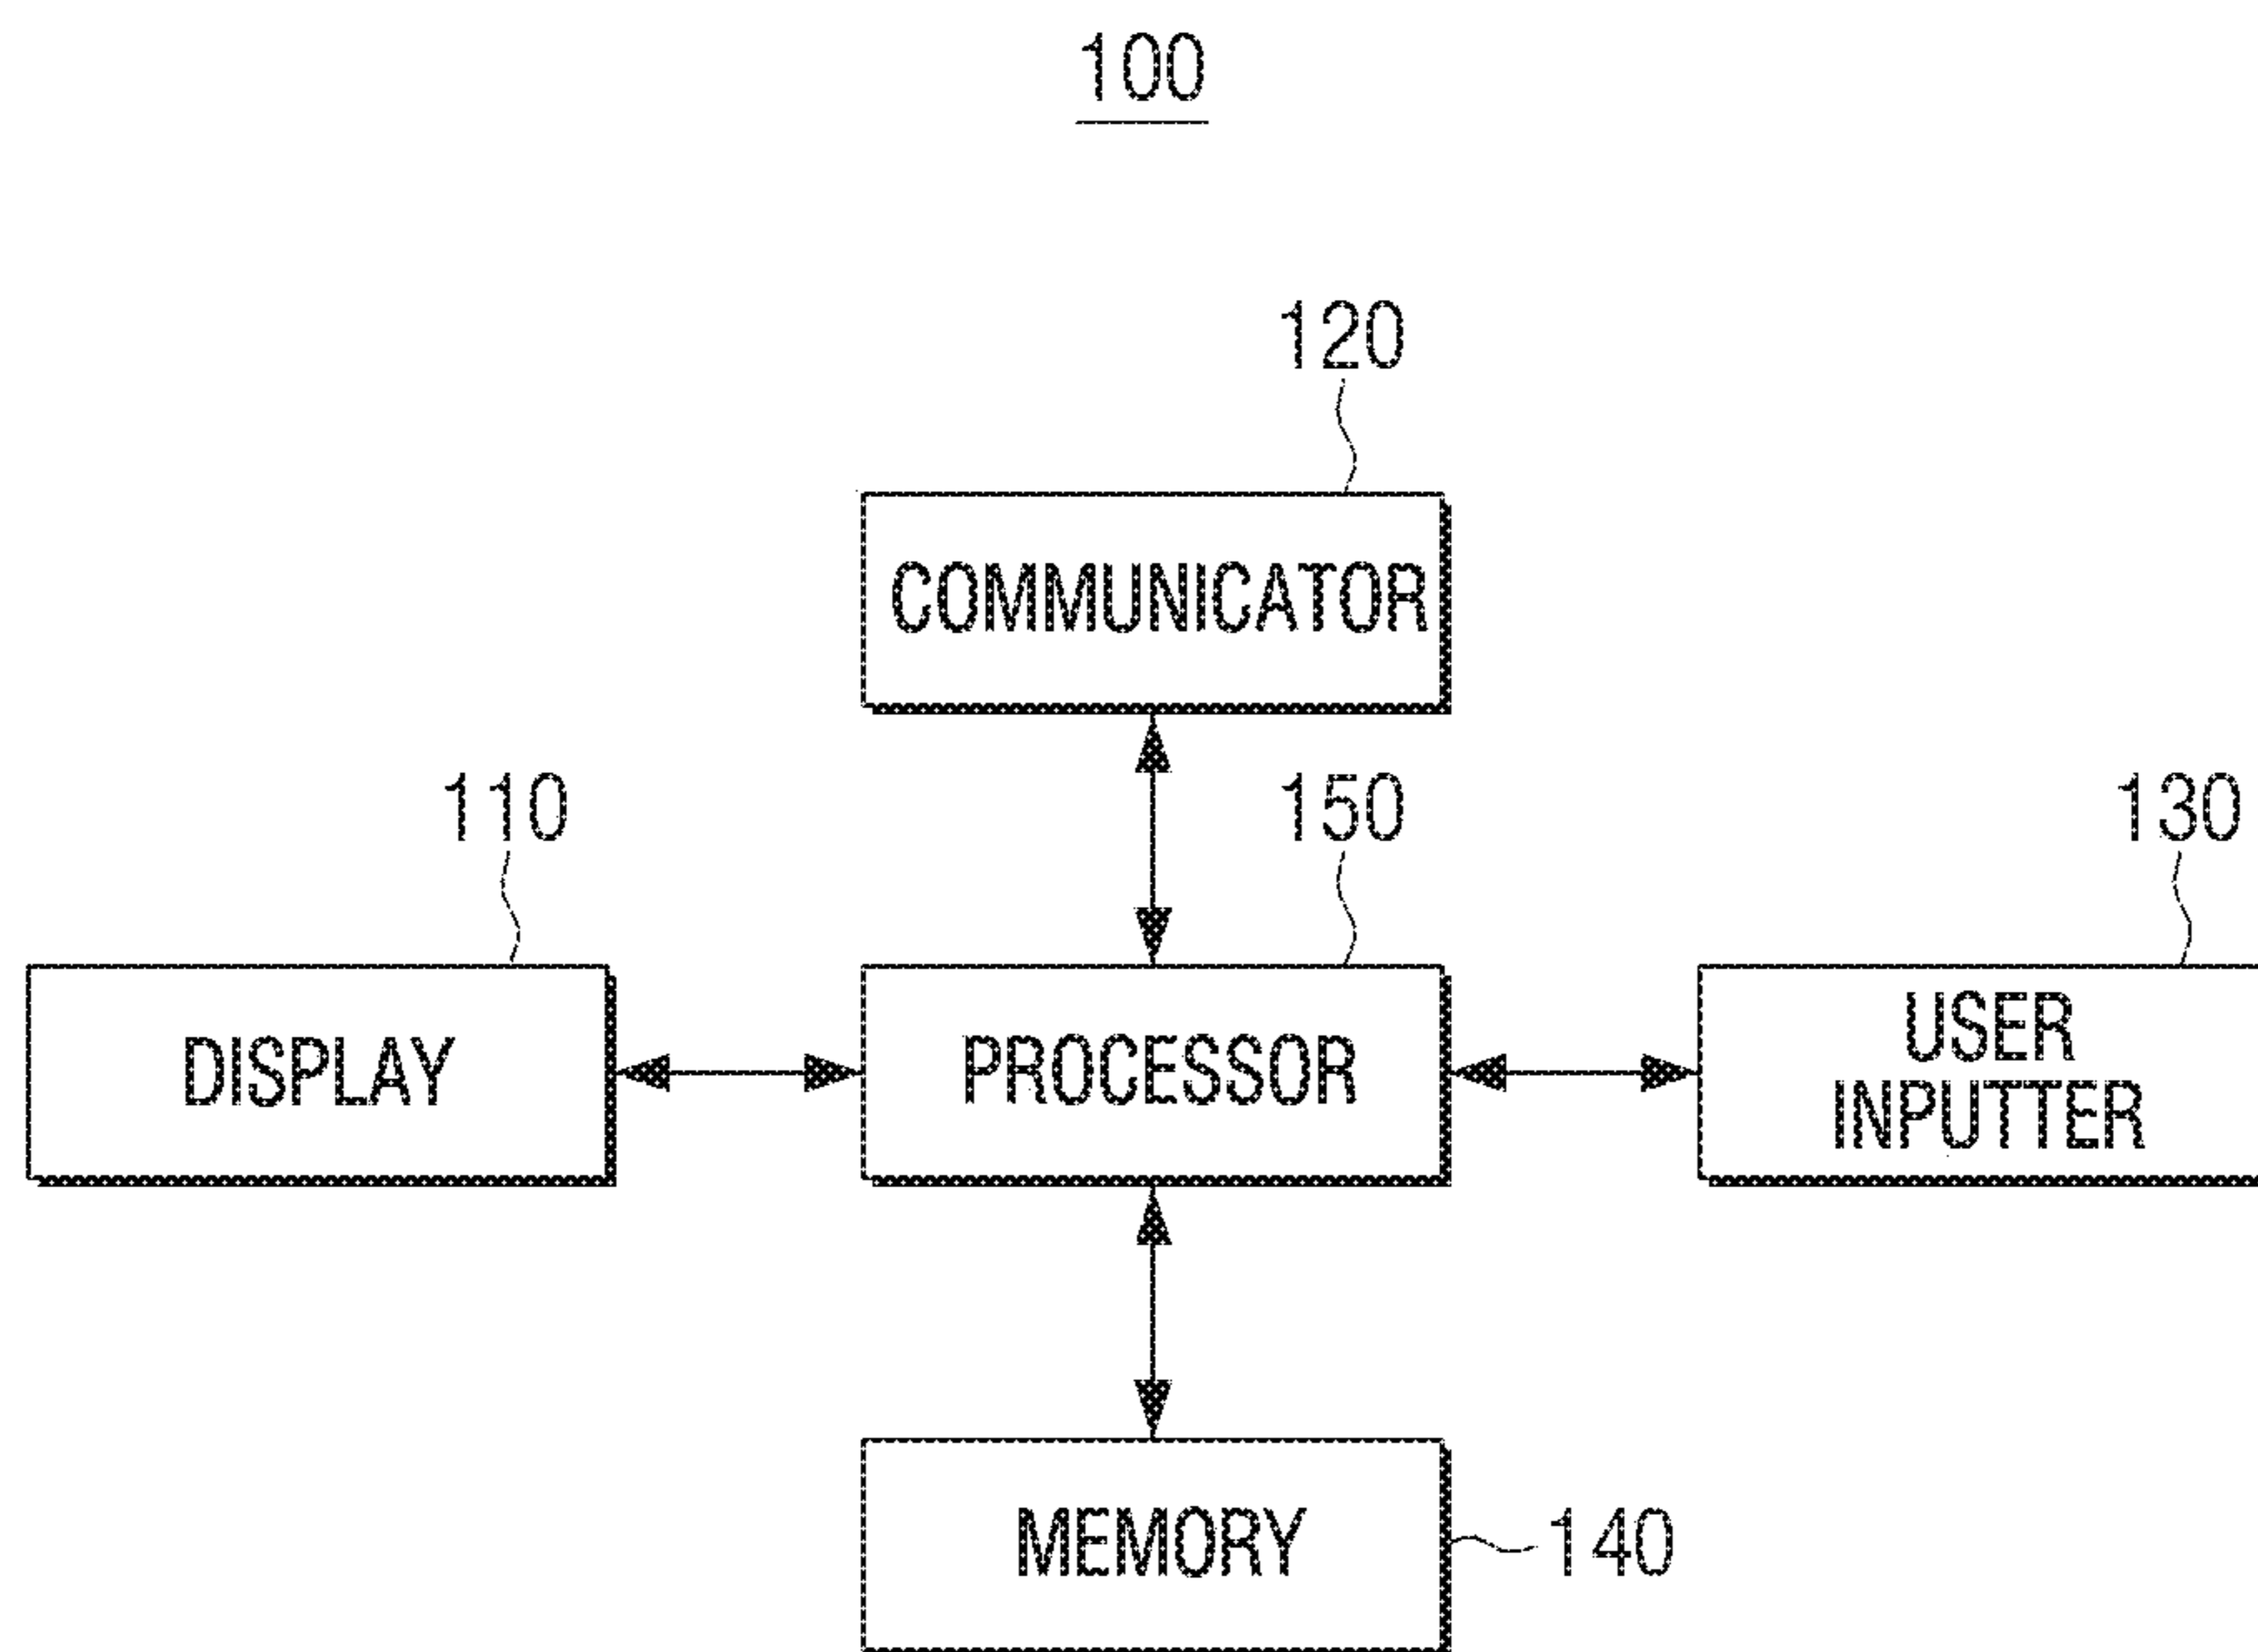 100
120
COMMUNICATOR
110
150
130
DISPLAY
PROCESSOR
USER
INPUTTER
MEMORY
140